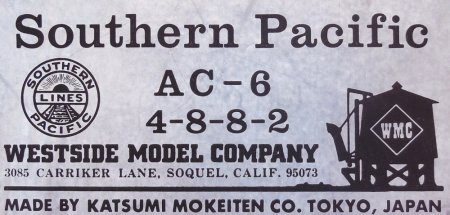 Southern Pacific
SOUTHERN
LINES
PACIFIC
AC-6
4-8-8-2
WMC
WESTSIDE MODEL COMPANY
3085 CARRIKER LANE, SOQUEL, CALIF. 95073
MADE BY KATSUMI MOKEITEN CO. TOKYO, JAPAN